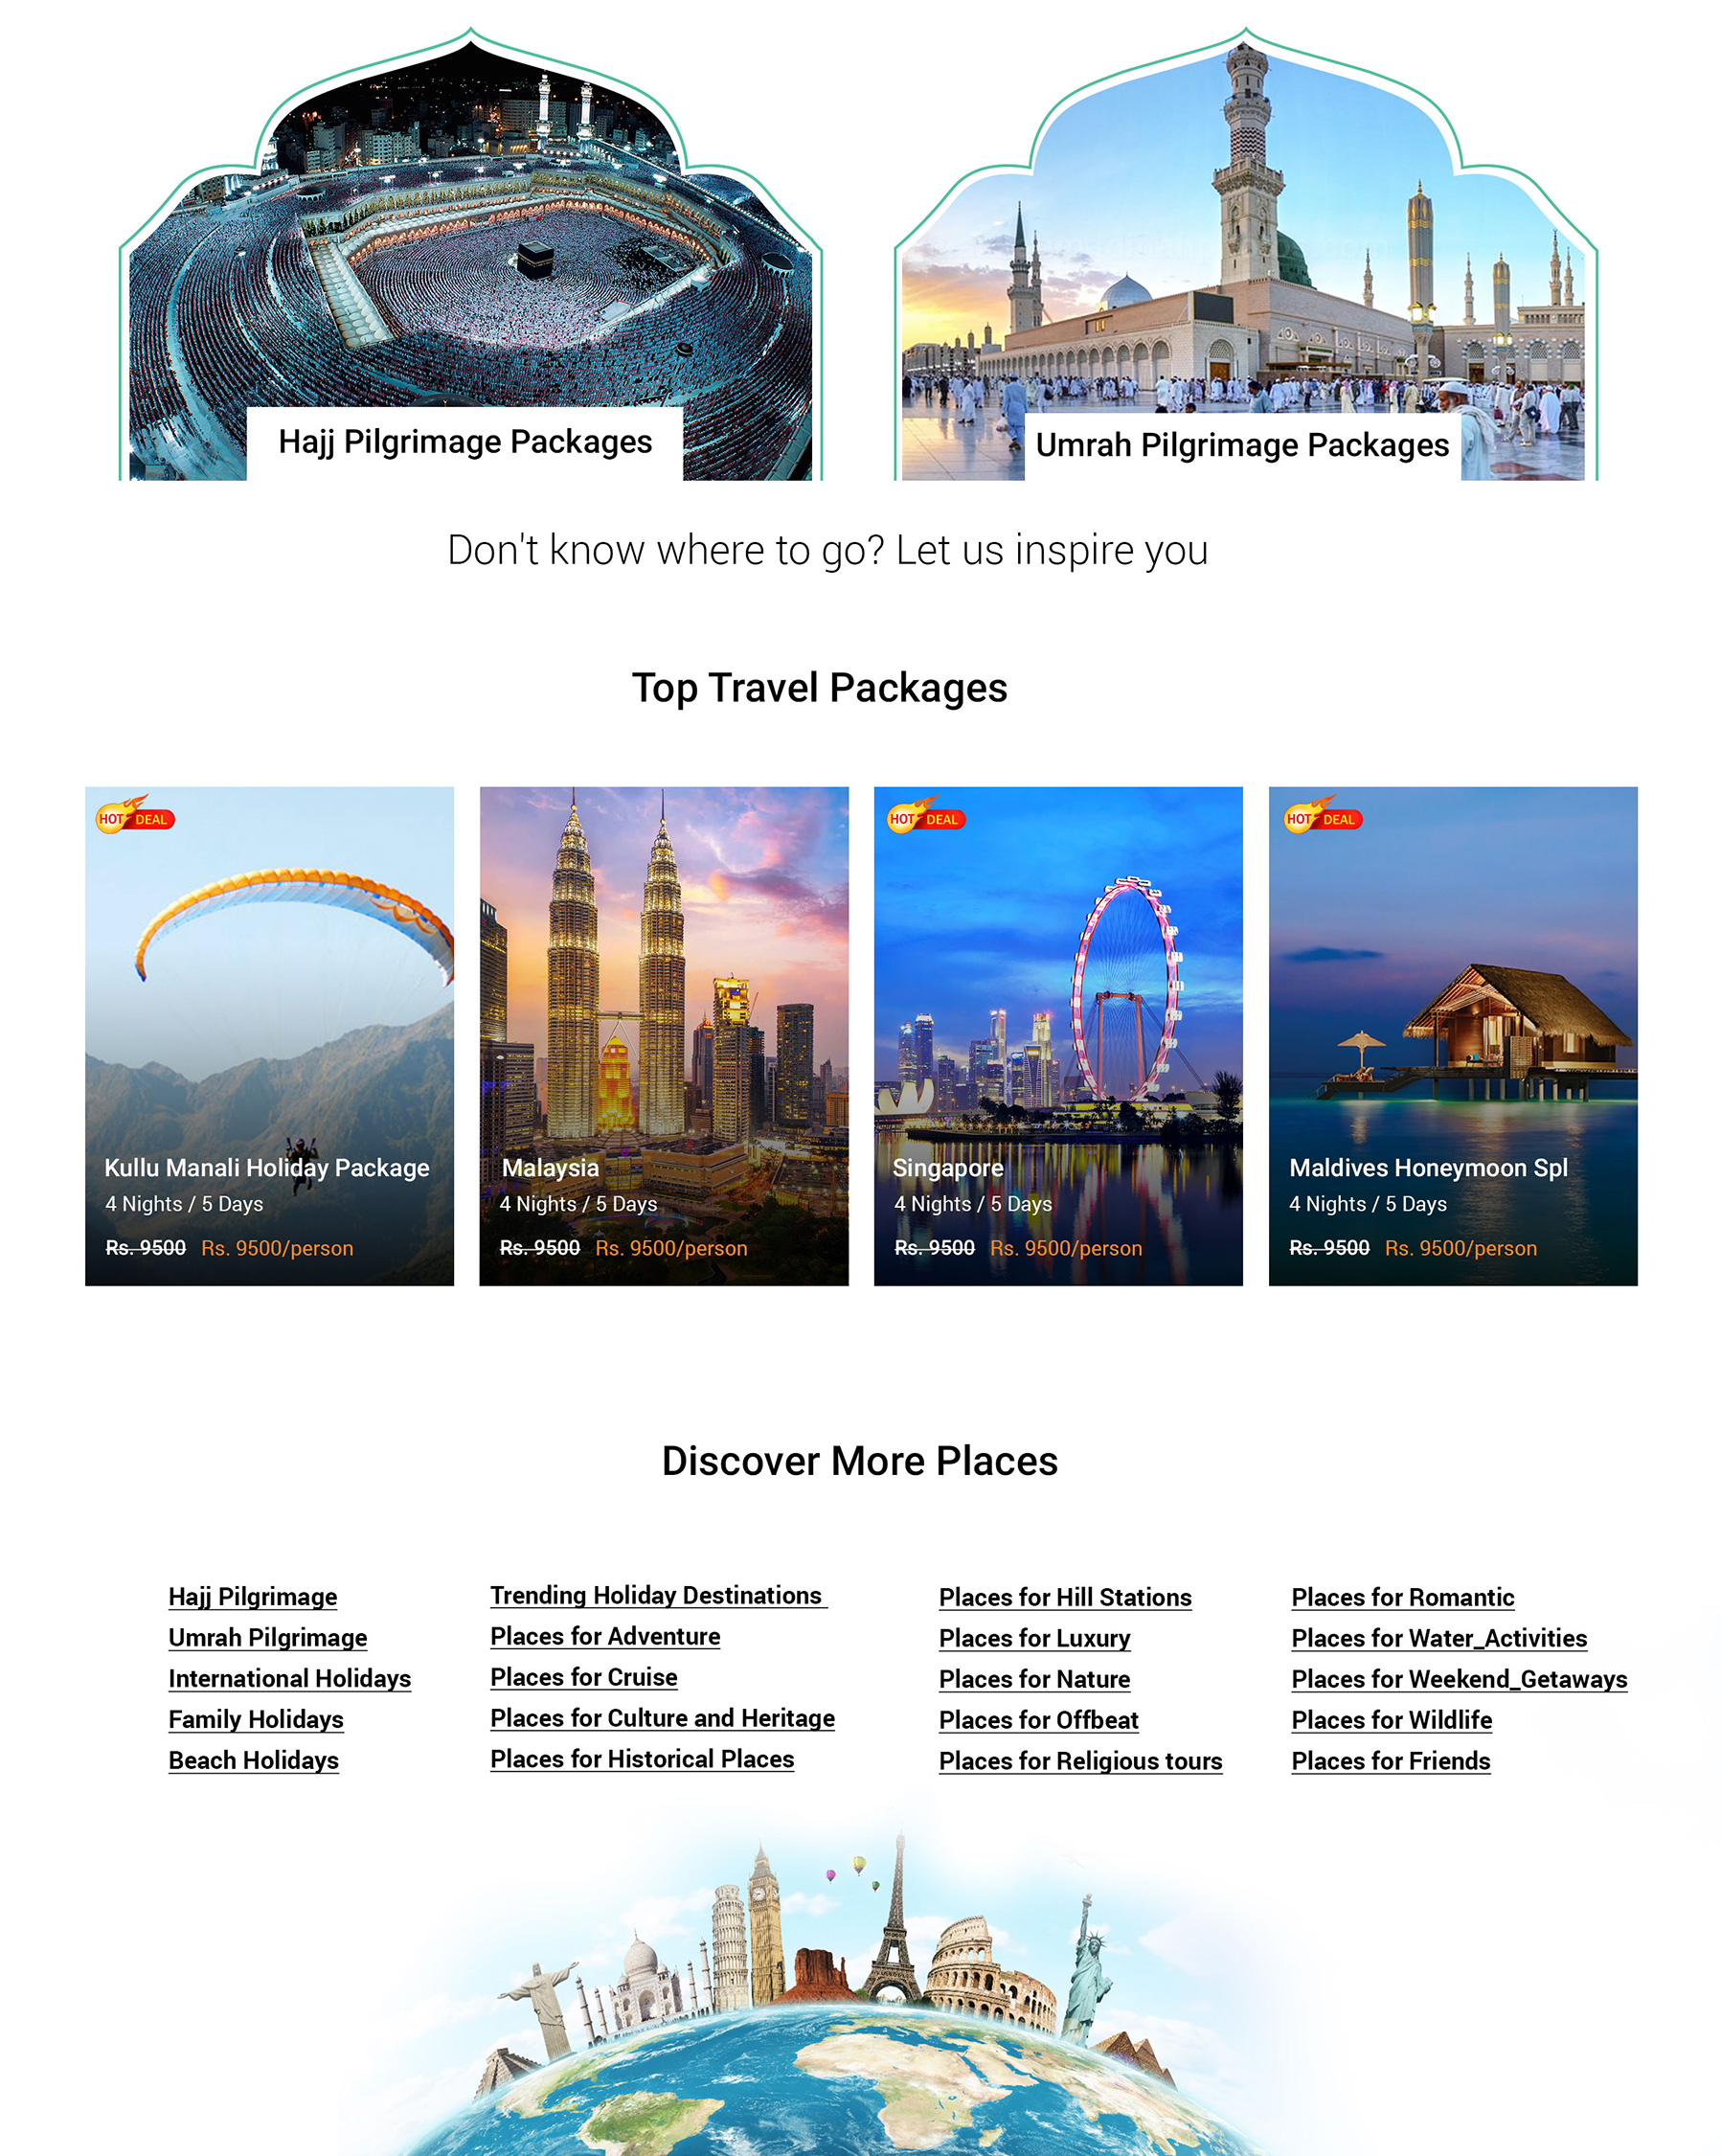 Hajj Pilgrimage Packages
Umrah Pilgrimage Packages
Don't know where to go? Let us inspire you
Top Travel Packages
HOT DEAL
Kullu Manali Holiday Package
4 Nights / 5 Days
Rs. 9500 Rs. 9500/person
Malaysia
4 Nights / 5 Days
Rs. 9500 Rs. 9500/person
HOT DEAL
Singapore
4 Nights / 5 Days
Rs. 9500 Rs. 9500/person
HOT DEAL
Maldives Honeymoon Spl
4 Nights / 5 Days
Rs. 9500 Rs. 9500/person
Discover More Places
Hajj Pilgrimage
Umrah Pilgrimage
International Holidays
Family Holidays
Beach Holidays
Trending Holiday Destinations
Places for Adventure
Places for Cruise
Places for Culture and Heritage
Places for Historical Places
Places for Hill Stations
Places for Luxury
Places for Nature
Places for Offbeat
Places for Religious tours
Places for Romantic
Places for Water_Activities
Places for Weekend_Getaways
Places for Wildlife
Places for Friends